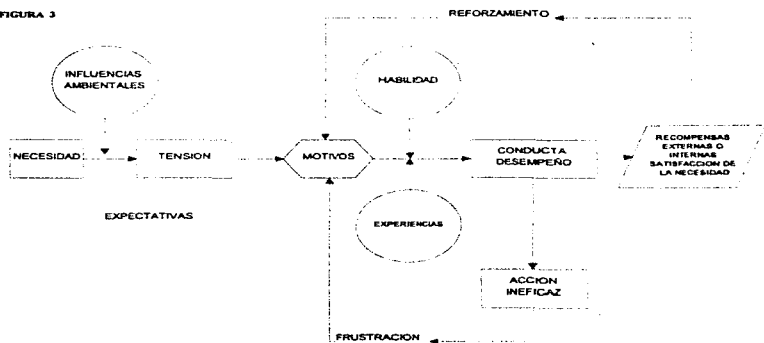 FIGURA 3
REFORZAMIENTO
INFLUENCIAS
AMBIENTALES
HABILIDAD
NECESIDAD
TENSION
MOTIVOS
CONDUCTA
DESEMPEÑO
RECOMPENSAS
EXTERNAS O
INTERNAS
SATISFACCION DE
LA NECESIDAD
EXPECTATIVAS
EXPERIENCIAS
ACCION
INEFICAZ
FRUSTRACION